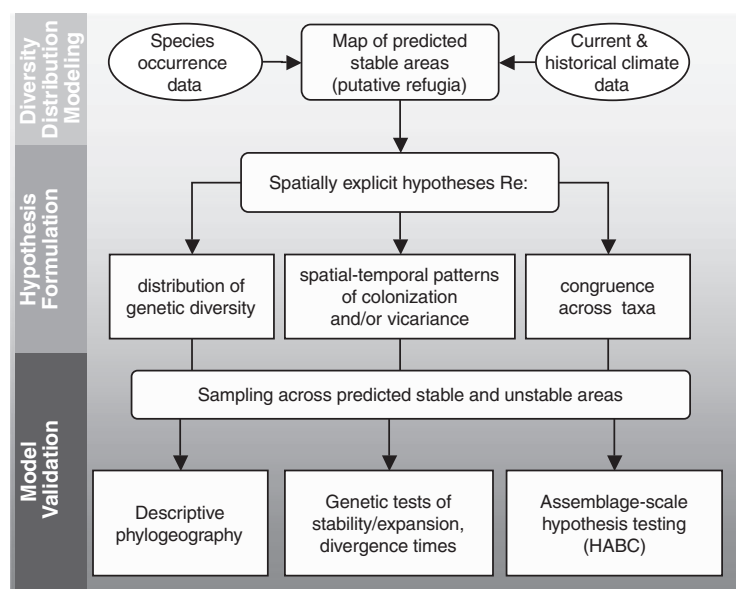 Diversity
Distribution
Modeling
Species
occurrence
data
Map of predicted
stable areas
(putative refugia)
Current &
historical climate
data
Hypothesis
Formulation
Spatially explicit hypotheses Re:
distribution of
genetic diversity
spatial-temporal patterns
of colonization
and/or vicariance
congruence
across taxa
Model
Validation
Sampling across predicted stable and unstable areas
Descriptive
phylogeography
Genetic tests of
stability/expansion,
divergence times
Assemblage-scale
hypothesis testing
(HABC)